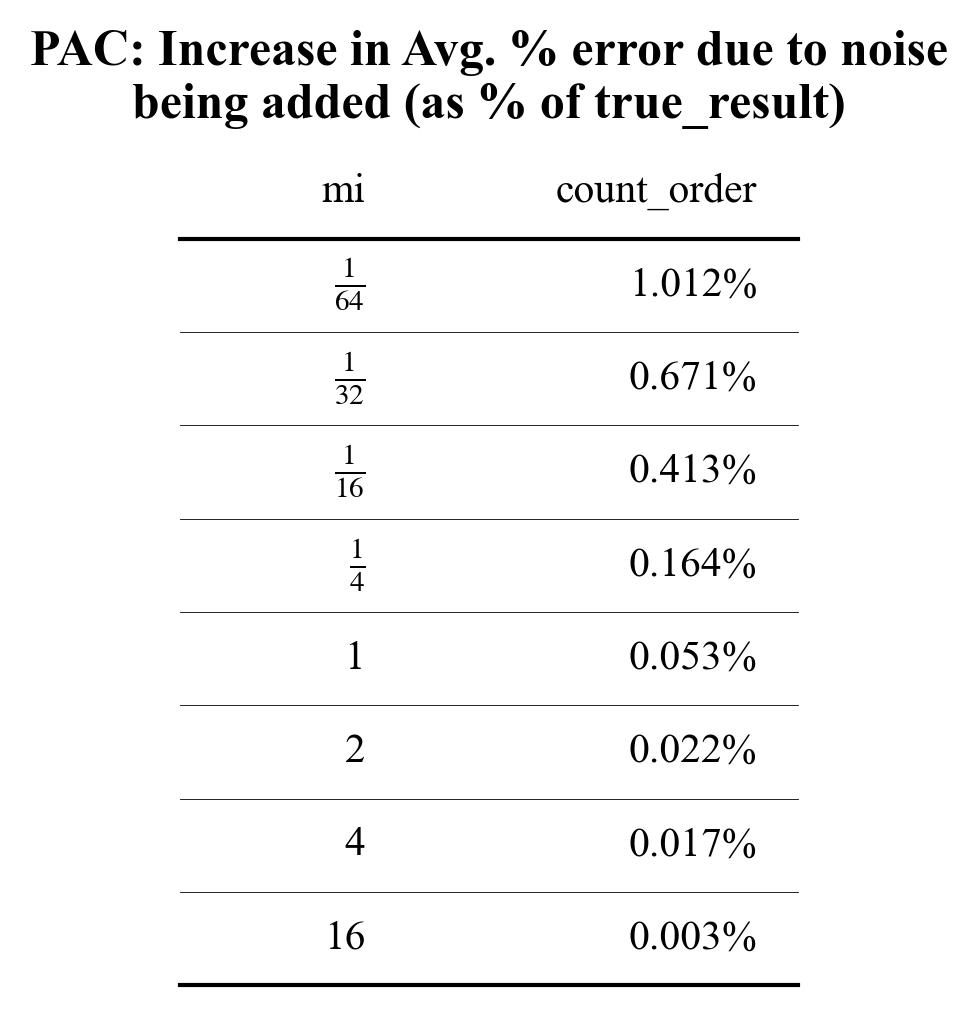 PAC: Increase in Avg. % error due to noise
being added (as % of true_result)
mi count_order
1/64 1.012%
1/32 0.671%
1/16 0.413%
1/4 0.164%
1 0.053%
2 0.022%
4 0.017%
16 0.003%